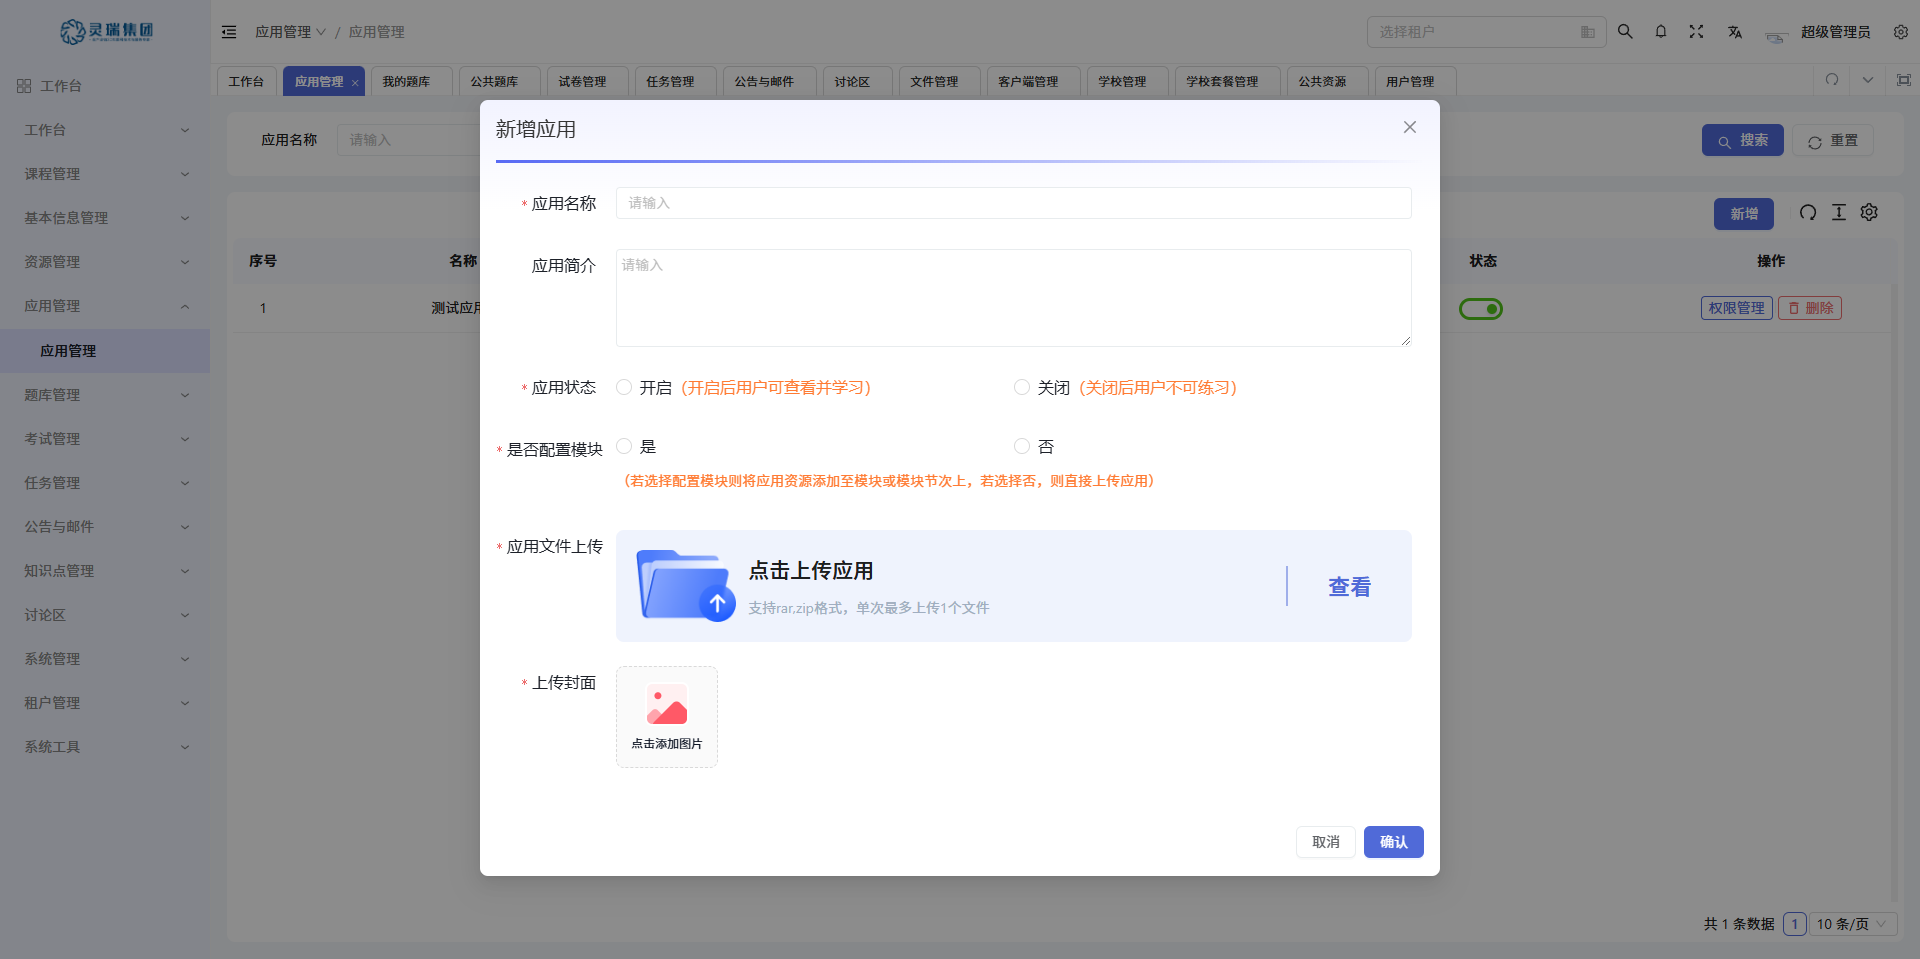 灵瑞集团
应用管理 / 应用管理
选择租户
超级管理员
工作台
应用管理
我的题库
公共题库
试卷管理
任务管理
公告与邮件
讨论区
文件管理
客户端管理
学校管理
学校套餐管理
公共资源
用户管理
工作台
工作台
课程管理
基本信息管理
资源管理
应用管理
应用管理
题库管理
考试管理
任务管理
公告与邮件
知识点管理
讨论区
系统管理
租户管理
系统工具
应用名称 请输入
搜索 重置
新增
序号 名称 状态 操作
1 测试应用 权限管理 删除
共 1 条数据 1 10 条/页
新增应用
* 应用名称 请输入
应用简介 请输入
* 应用状态 开启（开启后用户可查看并学习） 关闭（关闭后用户不可练习）
* 是否配置模块 是 否
（若选择配置模块则将应用资源添加至模块或模块节次上，若选择否，则直接上传应用）
* 应用文件上传 点击上传应用
支持rar,zip格式，单次最多上传1个文件
查看
* 上传封面
点击添加图片
取消 确认